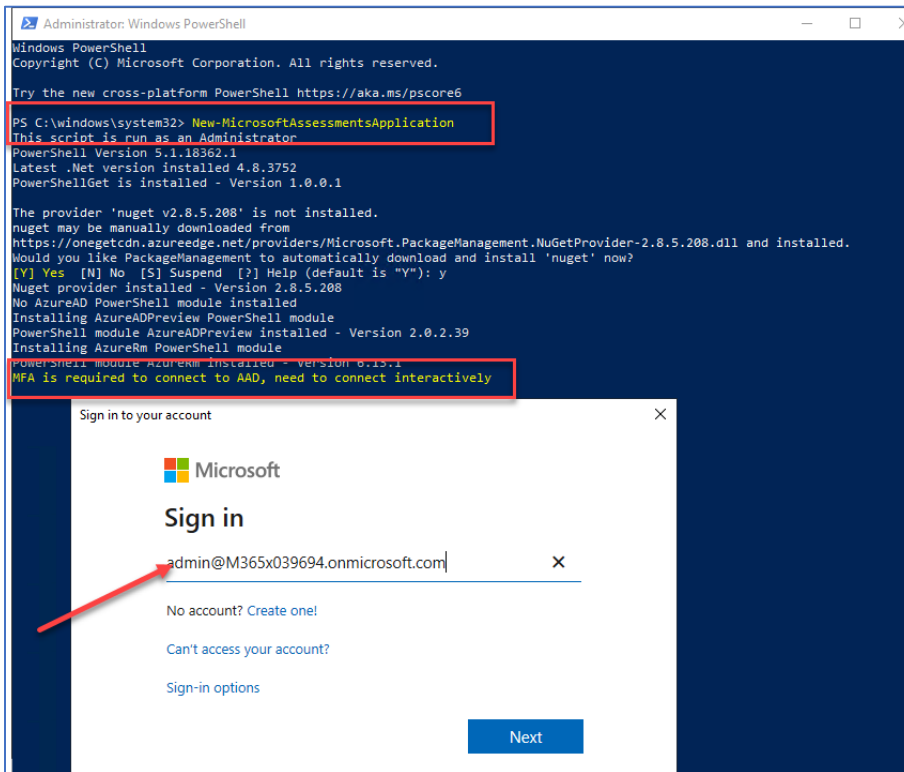 Administrator: Windows PowerShell
Windows PowerShell
Copyright (C) Microsoft Corporation. All rights reserved.
Try the new cross-platform PowerShell https://aka.ms/pscore6
PS C:\windows\system32> New-MicrosoftAssessmentsApplication
This script is run as an Administrator
PowerShell Version 5.1.18362.1
Latest .Net version installed 4.8.3752
PowerShellGet is installed - Version 1.0.0.1
The provider 'nuget v2.8.5.208' is not installed.
nuget may be manually downloaded from
https://onegetcdn.azureedge.net/providers/Microsoft.PackageManagement.NuGetProvider-2.8.5.208.dll and installed.
Would you like PackageManagement to automatically download and install 'nuget' now?
[Y] Yes  [N] No  [S] Suspend  [?] Help (default is "Y"): y
Nuget provider installed - Version 2.8.5.208
No AzureAD PowerShell module installed
Installing AzureADPreview PowerShell module
PowerShell module AzureADPreview installed - Version 2.0.2.39
Installing AzureRm PowerShell module
PowerShell module AzureRm installed - Version 6.13.1
MFA is required to connect to AAD, need to connect interactively
Sign in to your account
Microsoft
Sign in
admin@M365x039694.onmicrosoft.com
No account? Create one!
Can't access your account?
Sign-in options
Next